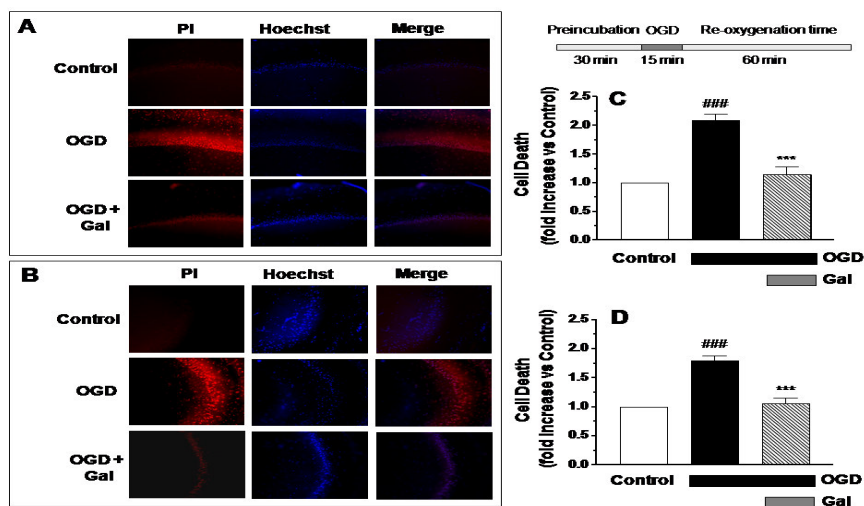 A
PI Hoechst Merge
Control
OGD
OGD +
Gal
B
PI Hoechst Merge
Control
OGD
OGD +
Gal
Preincubation OGD Re-oxygenation time
30 min 15 min 60 min
C
Cell Death
(fold Increase vs Control)
2.5
2.0
1.5
1.0
0.5
0.0
###
***
Control OGD
Gal
D
Cell Death
(fold Increase vs Control)
2.5
2.0
1.5
1.0
0.5
0.0
###
***
Control OGD
Gal